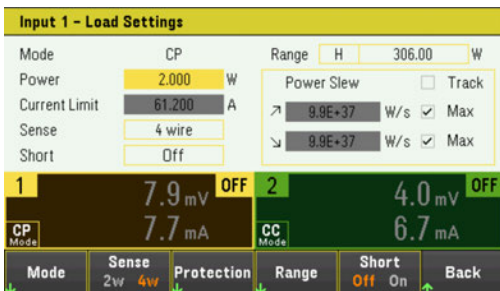 Input 1 – Load Settings
Mode CP Range H 306.00 W
Power 2.000 W Power Slew Track
Current Limit 61.200 A ↗ 9.9E+37 W/s ✓ Max
Sense 4 wire ↘ 9.9E+37 W/s ✓ Max
Short Off
1 7.9 mV OFF 2 4.0 mV OFF
CP Mode 7.7 mA CC Mode 6.7 mA
Mode Sense 2w 4w Protection Range Short Off On Back